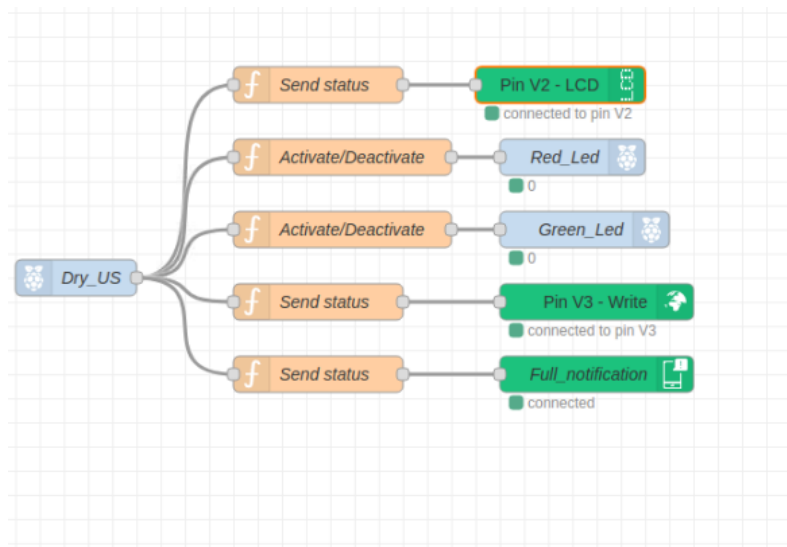 Send status
Pin V2 - LCD
connected to pin V2
Activate/Deactivate
Red_Led
0
Activate/Deactivate
Green_Led
0
Dry_US
Send status
Pin V3 - Write
connected to pin V3
Send status
Full_notification
connected